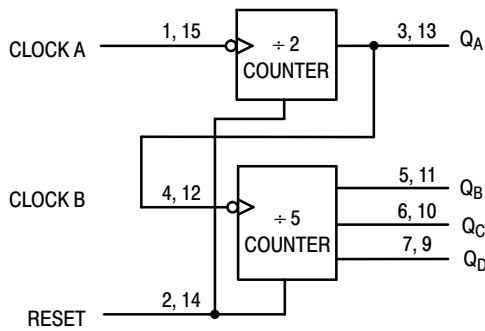 CLOCK A
1, 15
÷ 2
COUNTER
3, 13
QA
CLOCK B
4, 12
÷ 5
COUNTER
5, 11
QB
6, 10
QC
7, 9
QD
RESET
2, 14